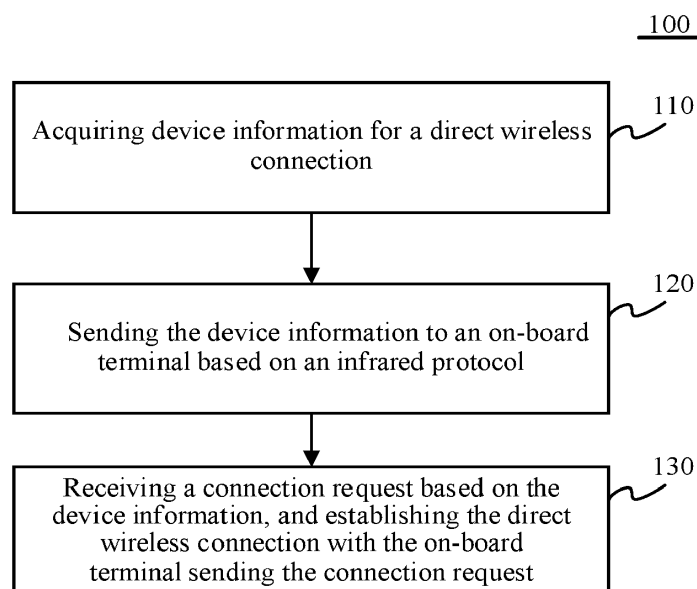 100
110
Acquiring device information for a direct wireless
connection
120
Sending the device information to an on-board
terminal based on an infrared protocol
130
Receiving a connection request based on the
device information, and establishing the direct
wireless connection with the on-board
terminal sending the connection request